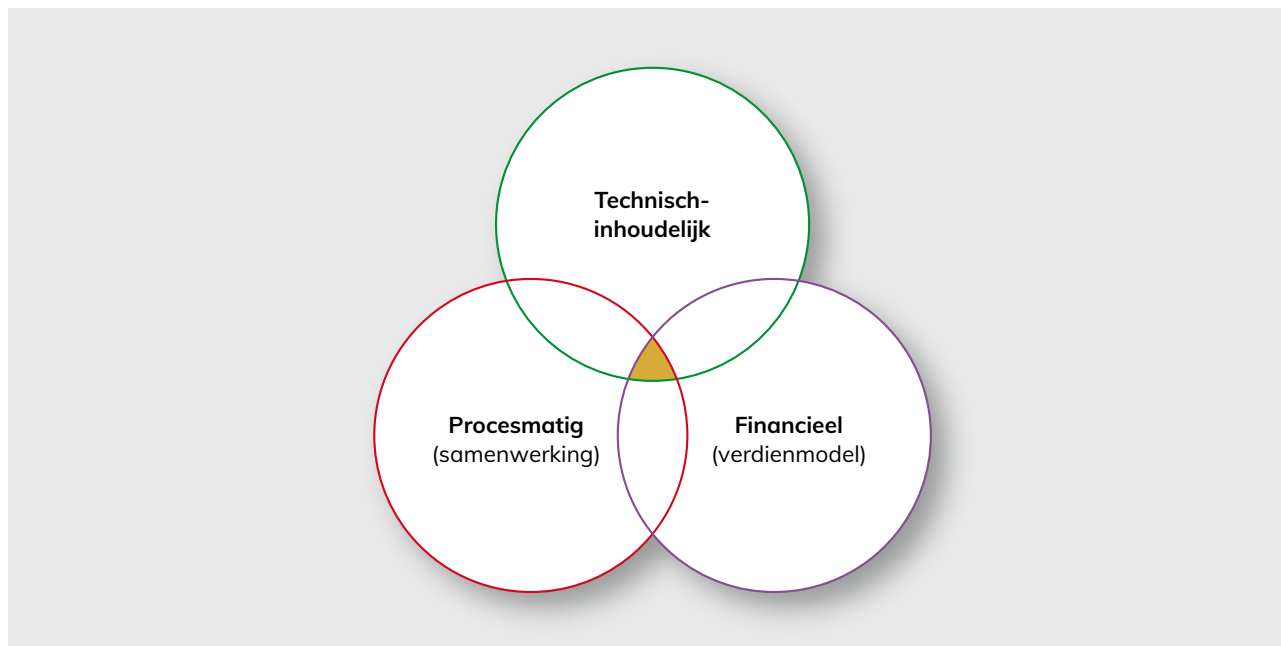 Technisch-
inhoudelijk
Procesmatig
(samenwerking)
Financieel
(verdienmodel)